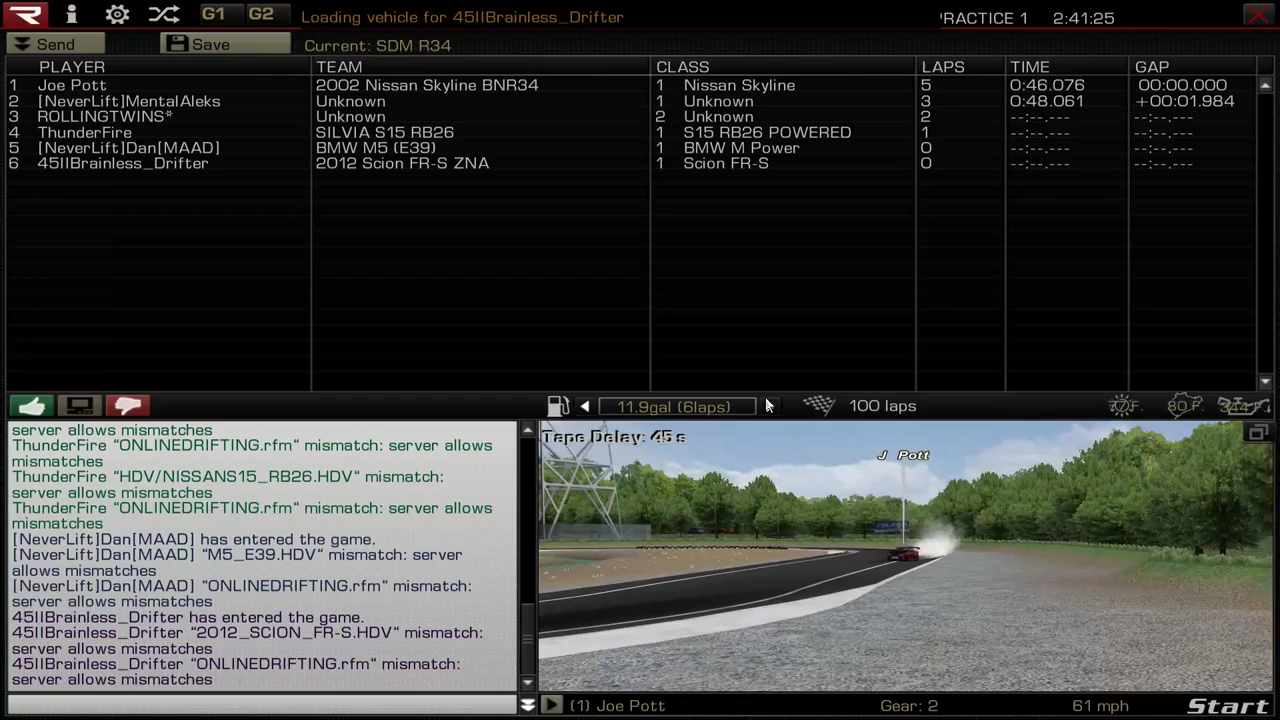 G1 G2 Loading vehicle for 45IIBrainless_Drifter PRACTICE 1 2:41:25
Send Save Current: SDM R34
PLAYER TEAM CLASS LAPS TIME GAP
1 Joe Pott 2002 Nissan Skyline BNR34 1 Nissan Skyline 5 0:46.076 00:00.000
2 [NeverLift]MentalAleks Unknown 1 Unknown 3 0:48.061 +00:01.984
3 ROLLINGTWINS* Unknown 2 Unknown 2 --:--.--- --:--.---
4 ThunderFire SILVIA S15 RB26 1 S15 RB26 POWERED 1 --:--.--- --:--.---
5 [NeverLift]Dan[MAAD] BMW M5 (E39) 1 BMW M Power 0 --:--.--- --:--.---
6 45IIBrainless_Drifter 2012 Scion FR-S ZNA 1 Scion FR-S 0 --:--.--- --:--.---
11.9gal (6laps) 100 laps 77 F. 80 F. 344 F.
server allows mismatches
ThunderFire "ONLINEDRIFTING.rfm" mismatch: server allows
mismatches
ThunderFire "HDV/NISSANS15_RB26.HDV" mismatch:
server allows mismatches
ThunderFire "ONLINEDRIFTING.rfm" mismatch: server allows
mismatches
[NeverLift]Dan[MAAD] has entered the game.
[NeverLift]Dan[MAAD] "M5_E39.HDV" mismatch: server
allows mismatches
[NeverLift]Dan[MAAD] "ONLINEDRIFTING.rfm" mismatch:
server allows mismatches
45IIBrainless_Drifter has entered the game.
45IIBrainless_Drifter "2012_SCION_FR-S.HDV" mismatch:
server allows mismatches
45IIBrainless_Drifter "ONLINEDRIFTING.rfm" mismatch:
server allows mismatches
Tape Delay: 45 s
J Pott
(1) Joe Pott Gear: 2 61 mph Start